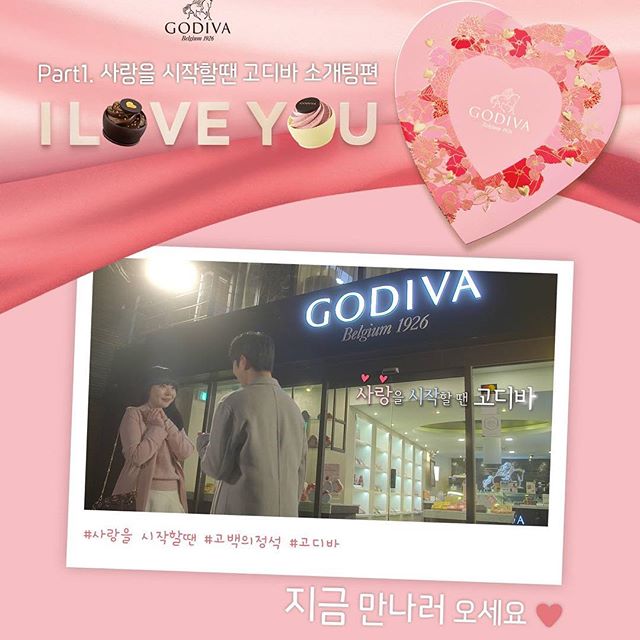 GODIVA
Belgium 1926
Part1. 사랑을 시작할땐 고디바 소개팅편
I LOVE YOU
GODIVA
Belgium 1926
GODIVA
Belgium 1926
사랑을 시작할 땐 고디바
GODIVA
#사랑을 시작할땐 #고백의정석 #고디바
지금 만나러 오세요